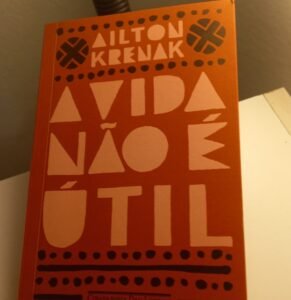 AILTON
KRENAK
A VIDA
NÃO É
ÚTIL